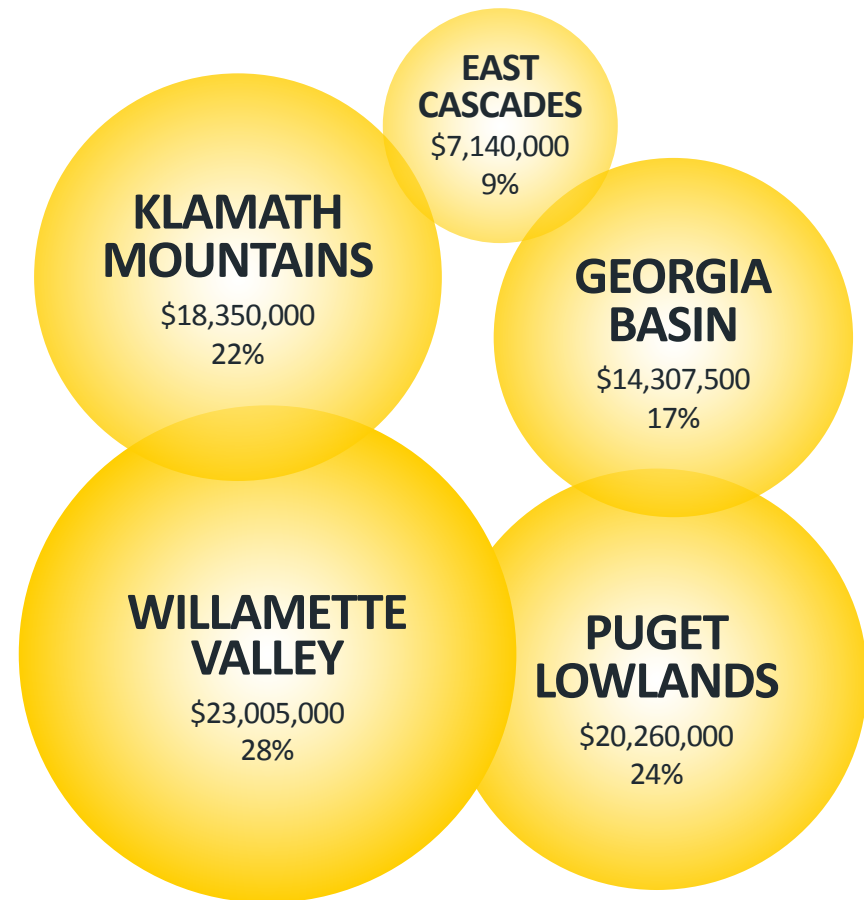 EAST
CASCADES
$7,140,000
9%
KLAMATH
MOUNTAINS
$18,350,000
22%
GEORGIA
BASIN
$14,307,500
17%
WILLAMETTE
VALLEY
$23,005,000
28%
PUGET
LOWLANDS
$20,260,000
24%